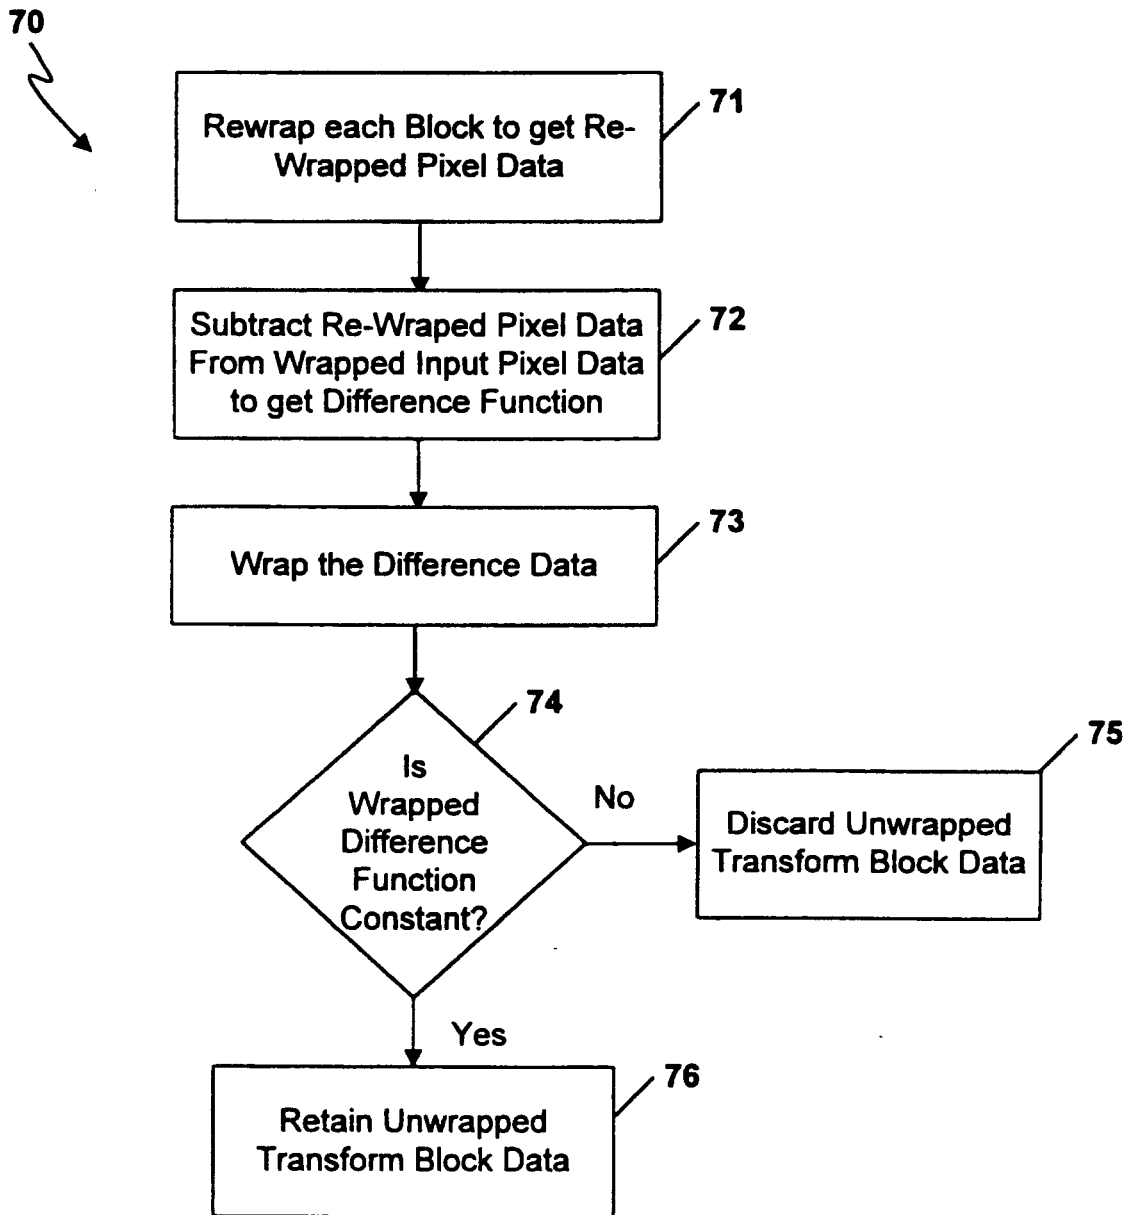 70
71
Rewrap each Block to get Re-
Wrapped Pixel Data
72
Subtract Re-Wraped Pixel Data
From Wrapped Input Pixel Data
to get Difference Function
73
Wrap the Difference Data
74
Is
Wrapped
Difference
Function
Constant?
No
75
Discard Unwrapped
Transform Block Data
Yes
76
Retain Unwrapped
Transform Block Data